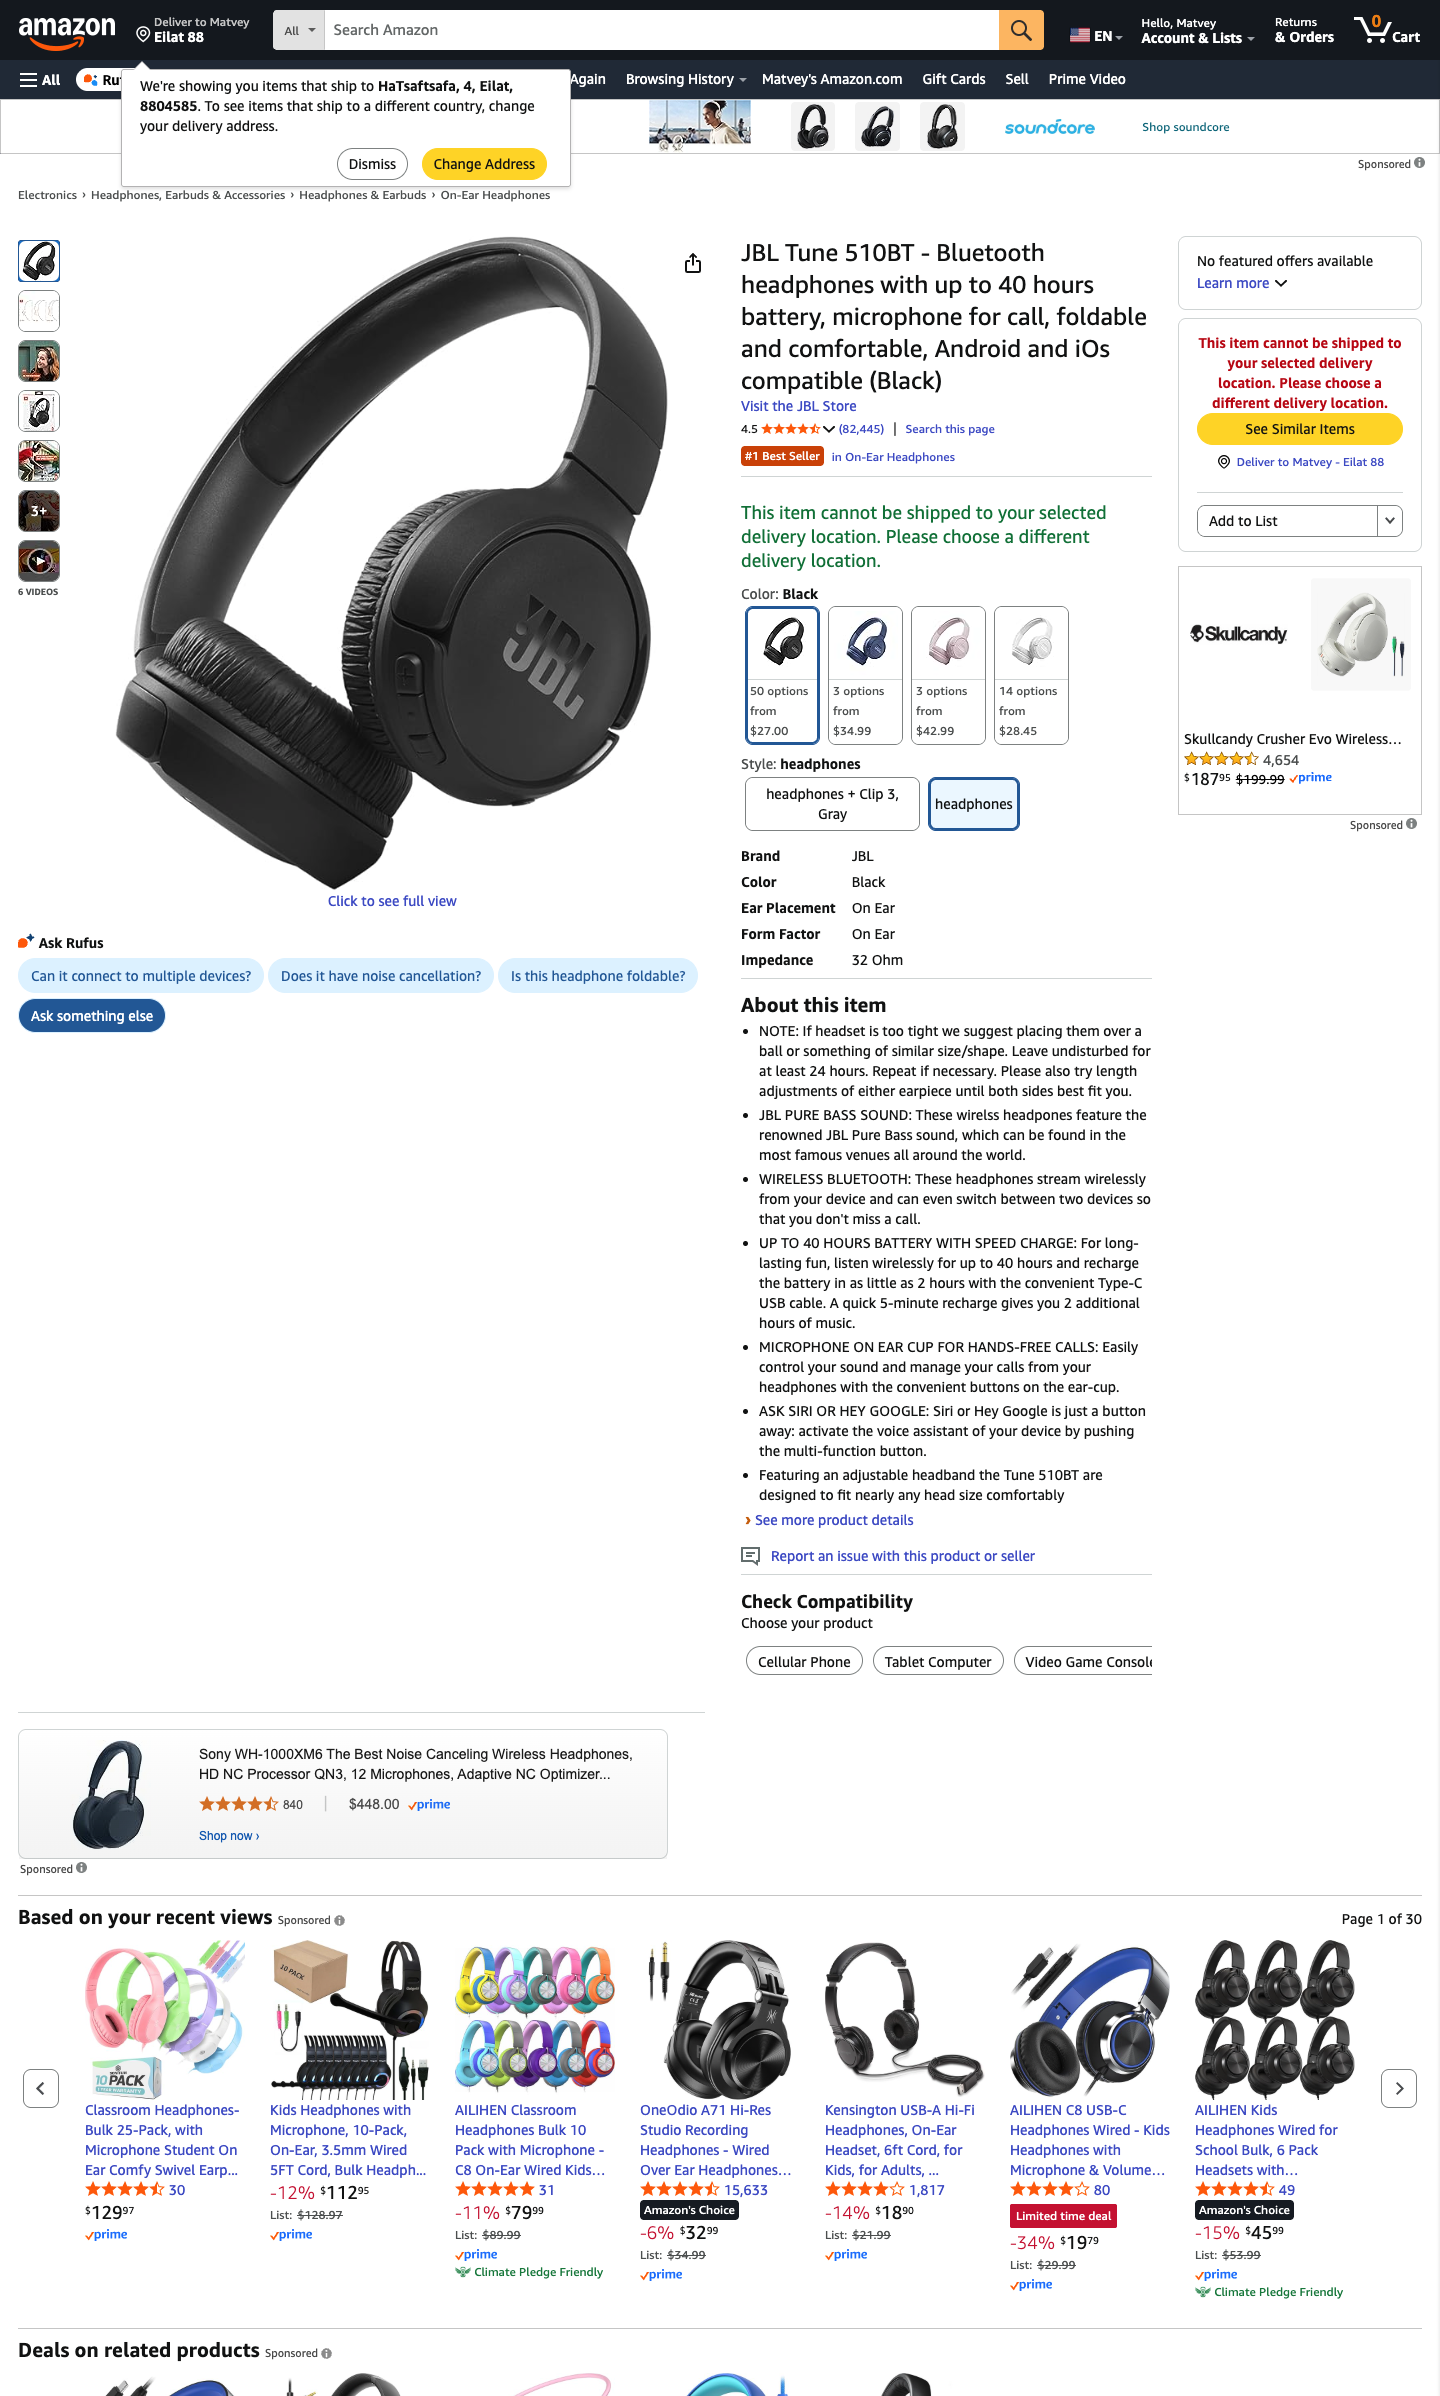 amazon
Deliver to Matvey
Eilat 88
All
Search Amazon
EN
Hello, Matvey
Account & Lists
Returns
& Orders
0
Cart
All
Ru
Again
Browsing History
Matvey's Amazon.com
Gift Cards
Sell
Prime Video
We're showing you items that ship to HaTsaftsafa, 4, Eilat,
8804585. To see items that ship to a different country, change
your delivery address.
Dismiss
Change Address
soundcore
Shop soundcore
Sponsored
Electronics › Headphones, Earbuds & Accessories › Headphones & Earbuds › On-Ear Headphones
3+
6 VIDEOS
JBL
Click to see full view
Ask Rufus
Can it connect to multiple devices?
Does it have noise cancellation?
Is this headphone foldable?
Ask something else
JBL Tune 510BT - Bluetooth
headphones with up to 40 hours
battery, microphone for call, foldable
and comfortable, Android and iOs
compatible (Black)
Visit the JBL Store
4.5 (82,445) | Search this page
#1 Best Seller in On-Ear Headphones
This item cannot be shipped to your selected
delivery location. Please choose a different
delivery location.
Color: Black
50 options
from
$27.00
3 options
from
$34.99
3 options
from
$42.99
14 options
from
$28.45
Style: headphones
headphones + Clip 3,
Gray
headphones
Brand JBL
Color Black
Ear Placement On Ear
Form Factor On Ear
Impedance 32 Ohm
About this item
• NOTE: If headset is too tight we suggest placing them over a
ball or something of similar size/shape. Leave undisturbed for
at least 24 hours. Repeat if necessary. Please also try length
adjustments of either earpiece until both sides best fit you.
• JBL PURE BASS SOUND: These wirelss headpones feature the
renowned JBL Pure Bass sound, which can be found in the
most famous venues all around the world.
• WIRELESS BLUETOOTH: These headphones stream wirelessly
from your device and can even switch between two devices so
that you don't miss a call.
• UP TO 40 HOURS BATTERY WITH SPEED CHARGE: For long-
lasting fun, listen wirelessly for up to 40 hours and recharge
the battery in as little as 2 hours with the convenient Type-C
USB cable. A quick 5-minute recharge gives you 2 additional
hours of music.
• MICROPHONE ON EAR CUP FOR HANDS-FREE CALLS: Easily
control your sound and manage your calls from your
headphones with the convenient buttons on the ear-cup.
• ASK SIRI OR HEY GOOGLE: Siri or Hey Google is just a button
away: activate the voice assistant of your device by pushing
the multi-function button.
• Featuring an adjustable headband the Tune 510BT are
designed to fit nearly any head size comfortably
› See more product details
Report an issue with this product or seller
Check Compatibility
Choose your product
Cellular Phone
Tablet Computer
Video Game Console
No featured offers available
Learn more
This item cannot be shipped to
your selected delivery
location. Please choose a
different delivery location.
See Similar Items
Deliver to Matvey - Eilat 88
Add to List
Skullcandy
Skullcandy Crusher Evo Wireless...
4,654
$187.95 $199.99 prime
Sponsored
Sony WH-1000XM6 The Best Noise Canceling Wireless Headphones,
HD NC Processor QN3, 12 Microphones, Adaptive NC Optimizer...
840 | $448.00 prime
Shop now ›
Sponsored
Based on your recent views Sponsored
Page 1 of 30
10 PACK
Classroom Headphones-
Bulk 25-Pack, with
Microphone Student On
Ear Comfy Swivel Earp...
30
$129.97
prime
10 PACK
Kids Headphones with
Microphone, 10-Pack,
On-Ear, 3.5mm Wired
5FT Cord, Bulk Headph...
-12% $112.95
List: $128.97
prime
AILIHEN Classroom
Headphones Bulk 10
Pack with Microphone -
C8 On-Ear Wired Kids...
31
-11% $79.99
List: $89.99
prime
Climate Pledge Friendly
OneOdio A71 Hi-Res
Studio Recording
Headphones - Wired
Over Ear Headphones...
15,633
Amazon's Choice
-6% $32.99
List: $34.99
prime
Kensington USB-A Hi-Fi
Headphones, On-Ear
Headset, 6ft Cord, for
Kids, for Adults, ...
1,817
-14% $18.90
List: $21.99
prime
AILIHEN C8 USB-C
Headphones Wired - Kids
Headphones with
Microphone & Volume...
80
Limited time deal
-34% $19.79
List: $29.99
prime
AILIHEN Kids
Headphones Wired for
School Bulk, 6 Pack
Headsets with...
49
Amazon's Choice
-15% $45.99
List: $53.99
prime
Climate Pledge Friendly
Deals on related products Sponsored